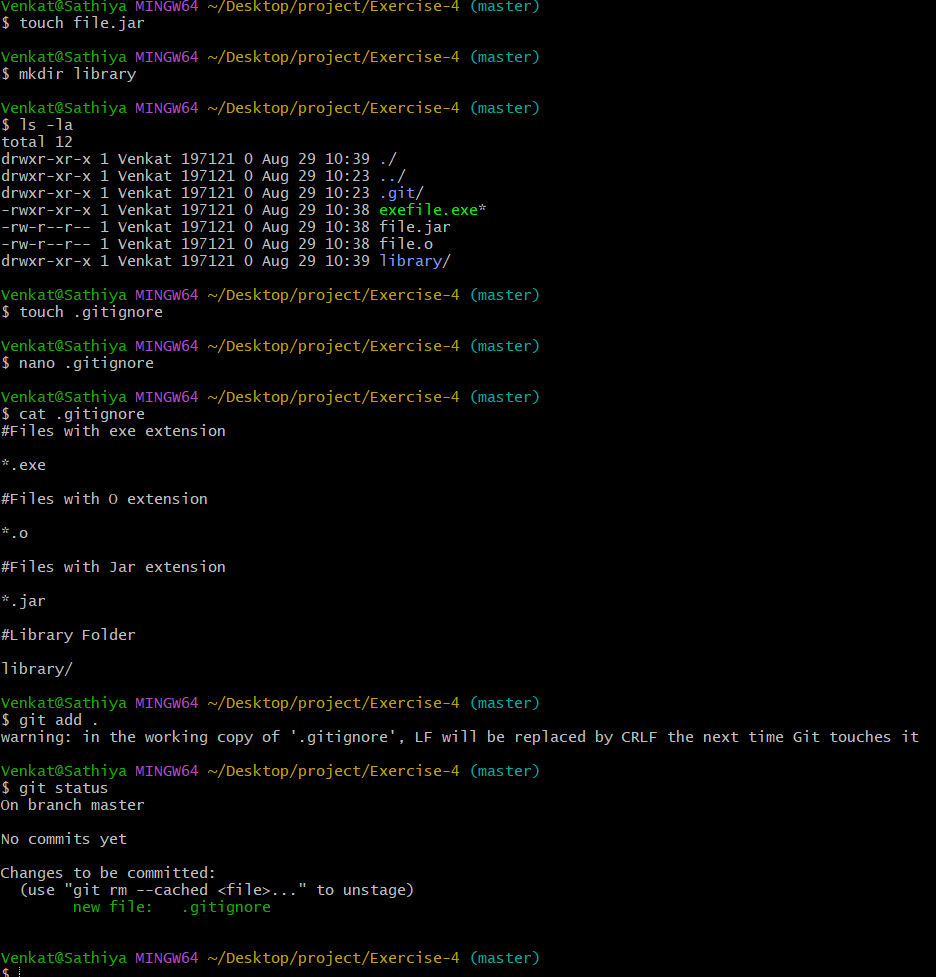 Venkat@Sathiya MINGW64 ~/Desktop/project/Exercise-4 (master)
$ touch file.jar
Venkat@Sathiya MINGW64 ~/Desktop/project/Exercise-4 (master)
$ mkdir library
Venkat@Sathiya MINGW64 ~/Desktop/project/Exercise-4 (master)
$ ls -la
total 12
drwxr-xr-x 1 Venkat 197121 0 Aug 29 10:39 ./
drwxr-xr-x 1 Venkat 197121 0 Aug 29 10:23 ../
drwxr-xr-x 1 Venkat 197121 0 Aug 29 10:23 .git/
-rwxr-xr-x 1 Venkat 197121 0 Aug 29 10:38 exefile.exe*
-rw-r--r-- 1 Venkat 197121 0 Aug 29 10:38 file.jar
-rw-r--r-- 1 Venkat 197121 0 Aug 29 10:38 file.o
drwxr-xr-x 1 Venkat 197121 0 Aug 29 10:39 library/
Venkat@Sathiya MINGW64 ~/Desktop/project/Exercise-4 (master)
$ touch .gitignore
Venkat@Sathiya MINGW64 ~/Desktop/project/Exercise-4 (master)
$ nano .gitignore
Venkat@Sathiya MINGW64 ~/Desktop/project/Exercise-4 (master)
$ cat .gitignore
#Files with exe extension
*.exe
#Files with O extension
*.o
#Files with Jar extension
*.jar
#Library Folder
library/
Venkat@Sathiya MINGW64 ~/Desktop/project/Exercise-4 (master)
$ git add .
warning: in the working copy of '.gitignore', LF will be replaced by CRLF the next time Git touches it
Venkat@Sathiya MINGW64 ~/Desktop/project/Exercise-4 (master)
$ git status
On branch master
No commits yet
Changes to be committed:
(use "git rm --cached <file>..." to unstage)
new file: .gitignore
Venkat@Sathiya MINGW64 ~/Desktop/project/Exercise-4 (master)
$